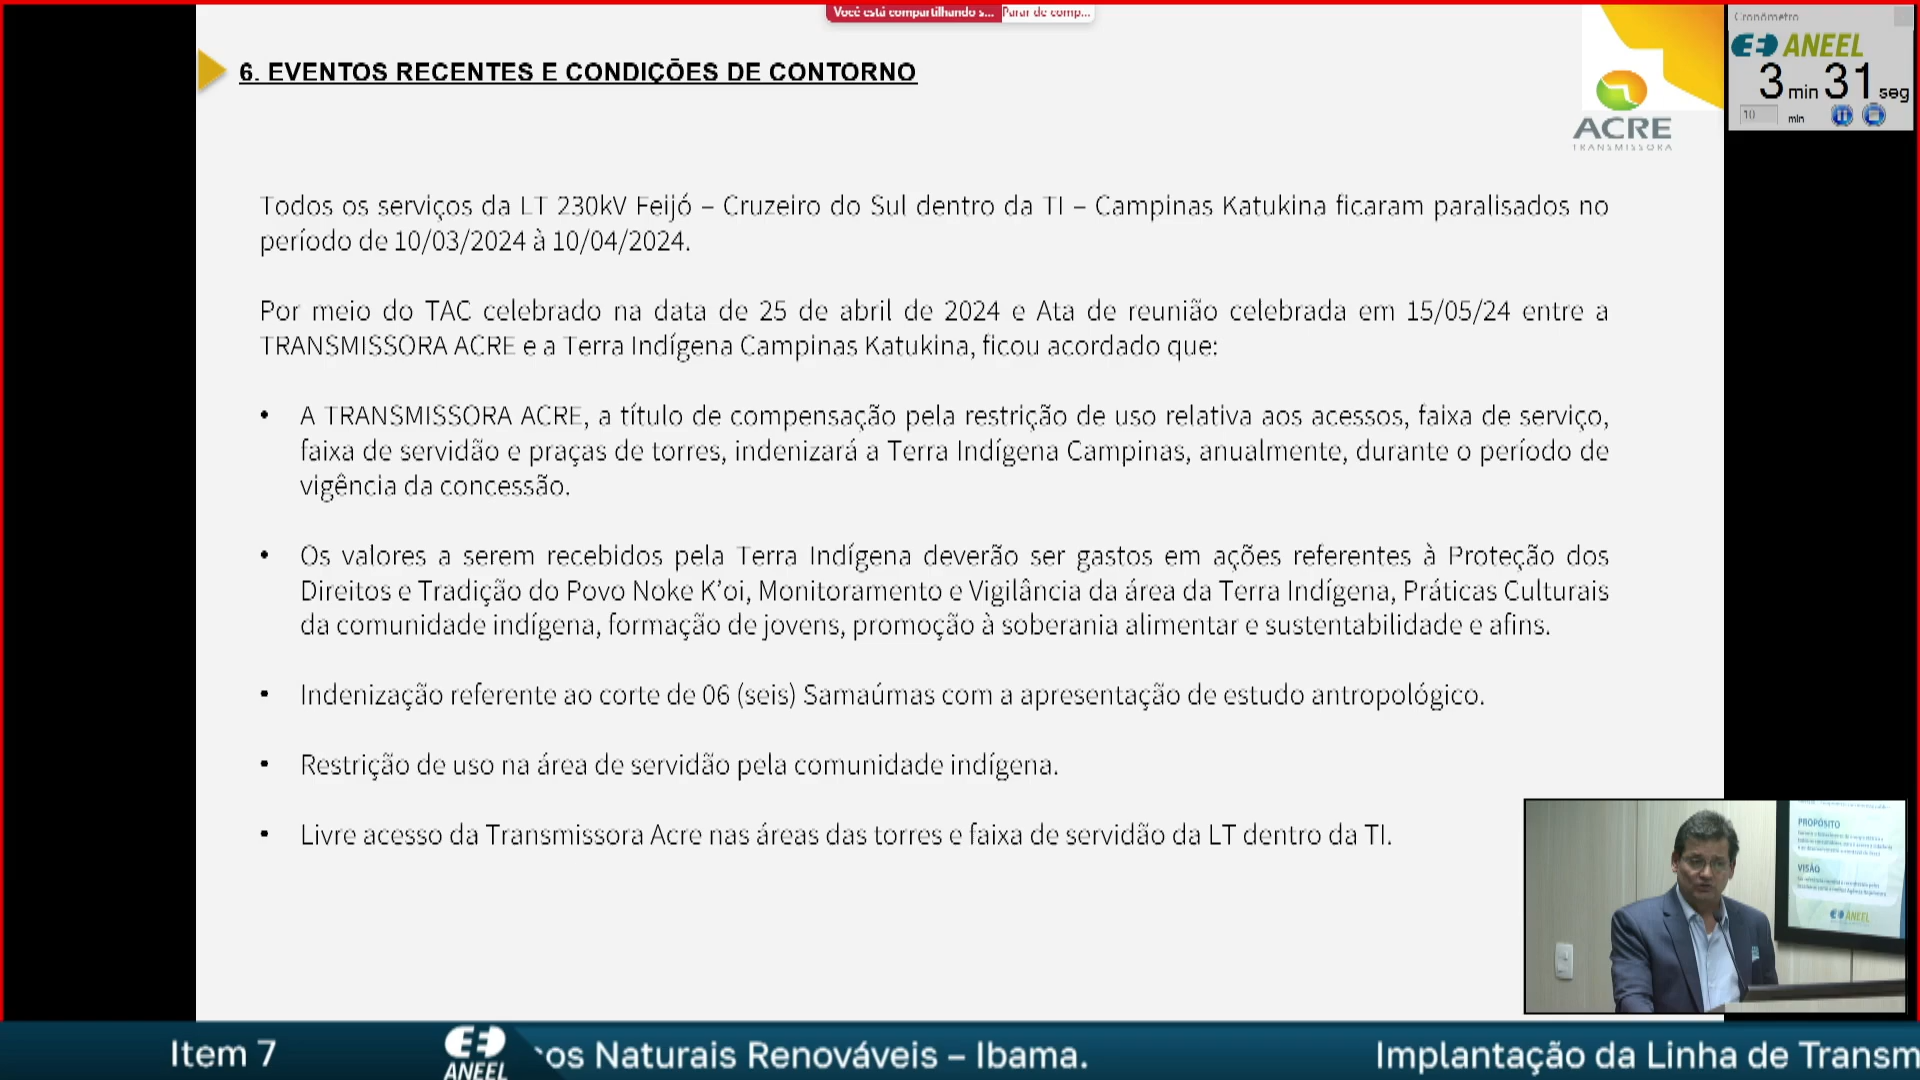 Você está compartilhando s... Parar de comp...
Cronômetro
ANEEL
3 min 31 seg
10 min
6. EVENTOS RECENTES E CONDIÇÕES DE CONTORNO
ACRE
TRANSMISSORA
Todos os serviços da LT 230kV Feijó – Cruzeiro do Sul dentro da TI – Campinas Katukina ficaram paralisados no
período de 10/03/2024 à 10/04/2024.
Por meio do TAC celebrado na data de 25 de abril de 2024 e Ata de reunião celebrada em 15/05/24 entre a
TRANSMISSORA ACRE e a Terra Indígena Campinas Katukina, ficou acordado que:
• A TRANSMISSORA ACRE, a título de compensação pela restrição de uso relativa aos acessos, faixa de serviço,
faixa de servidão e praças de torres, indenizará a Terra Indígena Campinas, anualmente, durante o período de
vigência da concessão.
• Os valores a serem recebidos pela Terra Indígena deverão ser gastos em ações referentes à Proteção dos
Direitos e Tradição do Povo Noke K’oi, Monitoramento e Vigilância da área da Terra Indígena, Práticas Culturais
da comunidade indígena, formação de jovens, promoção à soberania alimentar e sustentabilidade e afins.
• Indenização referente ao corte de 06 (seis) Samaúmas com a apresentação de estudo antropológico.
• Restrição de uso na área de servidão pela comunidade indígena.
• Livre acesso da Transmissora Acre nas áreas das torres e faixa de servidão da LT dentro da TI.
PROPÓSITO
VISÃO
ANEEL
Item 7
ANEEL
os Naturais Renováveis – Ibama.
Implantação da Linha de Transm